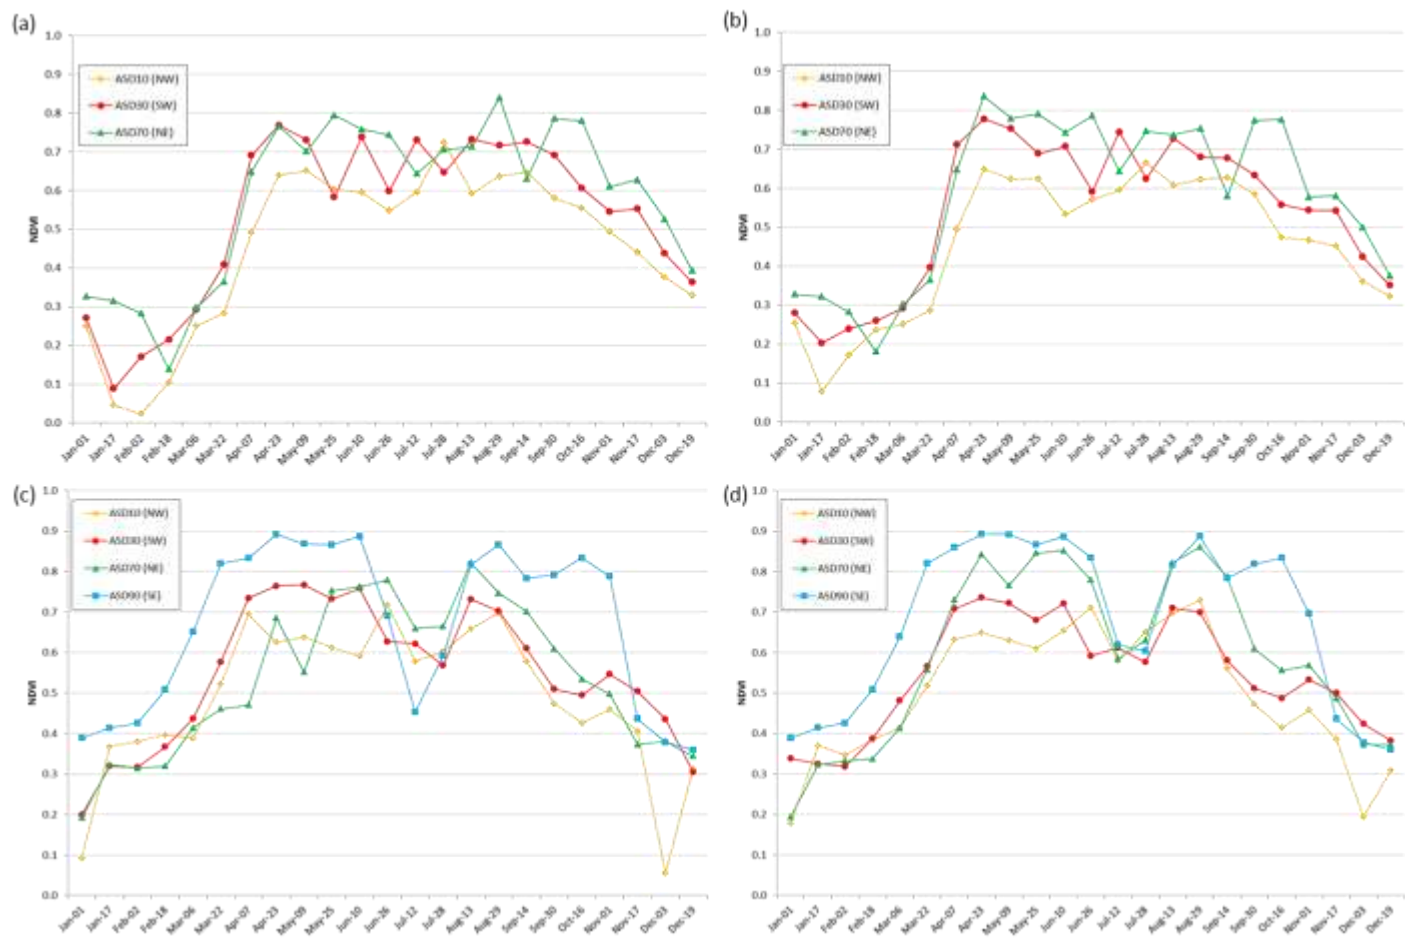 (a)
1.0
0.9
0.8
0.7
0.6
0.5
0.4
0.3
0.2
0.1
0.0
NDVI
ASD10 (NW)
ASD30 (SW)
ASD70 (NE)
Jan-01 Jan-17 Feb-02 Feb-18 Mar-06 Mar-22 Apr-07 Apr-23 May-09 May-25 Jun-10 Jun-26 Jul-12 Jul-28 Aug-13 Aug-29 Sep-14 Sep-30 Oct-16 Nov-01 Nov-17 Dec-03 Dec-19
(b)
1.0
0.9
0.8
0.7
0.6
0.5
0.4
0.3
0.2
0.1
0.0
NDVI
ASD10 (NW)
ASD30 (SW)
ASD70 (NE)
Jan-01 Jan-17 Feb-02 Feb-18 Mar-06 Mar-22 Apr-07 Apr-23 May-09 May-25 Jun-10 Jun-26 Jul-12 Jul-28 Aug-13 Aug-29 Sep-14 Sep-30 Oct-16 Nov-01 Nov-17 Dec-03 Dec-19
(c)
1.0
0.9
0.8
0.7
0.6
0.5
0.4
0.3
0.2
0.1
0.0
NDVI
ASD10 (NW)
ASD30 (SW)
ASD70 (NE)
ASD90 (SE)
Jan-01 Jan-17 Feb-02 Feb-18 Mar-06 Mar-22 Apr-07 Apr-23 May-09 May-25 Jun-10 Jun-26 Jul-12 Jul-28 Aug-13 Aug-29 Sep-14 Sep-30 Oct-16 Nov-01 Nov-17 Dec-03 Dec-19
(d)
1.0
0.9
0.8
0.7
0.6
0.5
0.4
0.3
0.2
0.1
0.0
NDVI
ASD10 (NW)
ASD30 (SW)
ASD70 (NE)
ASD90 (SE)
Jan-01 Jan-17 Feb-02 Feb-18 Mar-06 Mar-22 Apr-07 Apr-23 May-09 May-25 Jun-10 Jun-26 Jul-12 Jul-28 Aug-13 Aug-29 Sep-14 Sep-30 Oct-16 Nov-01 Nov-17 Dec-03 Dec-19